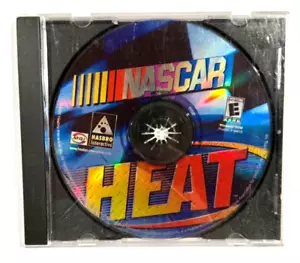 NASCAR
E
HASBRO
Interactive
HEAT